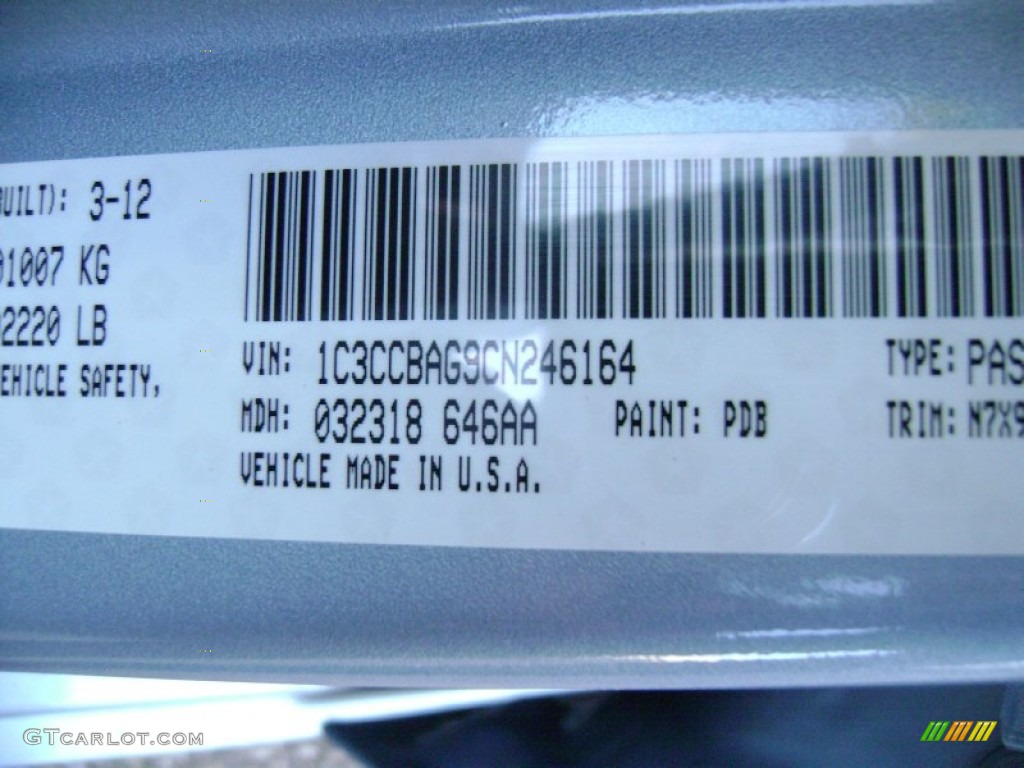 UILT): 3-12
1007 KG
2220 LB
EHICLE SAFETY,
VIN: 1C3CCBAG9CN246164
TYPE: PAS
MDH: 032318 646AA
PAINT: PDB
TRIM: N7X9
VEHICLE MADE IN U.S.A.
GTCARLOT.COM